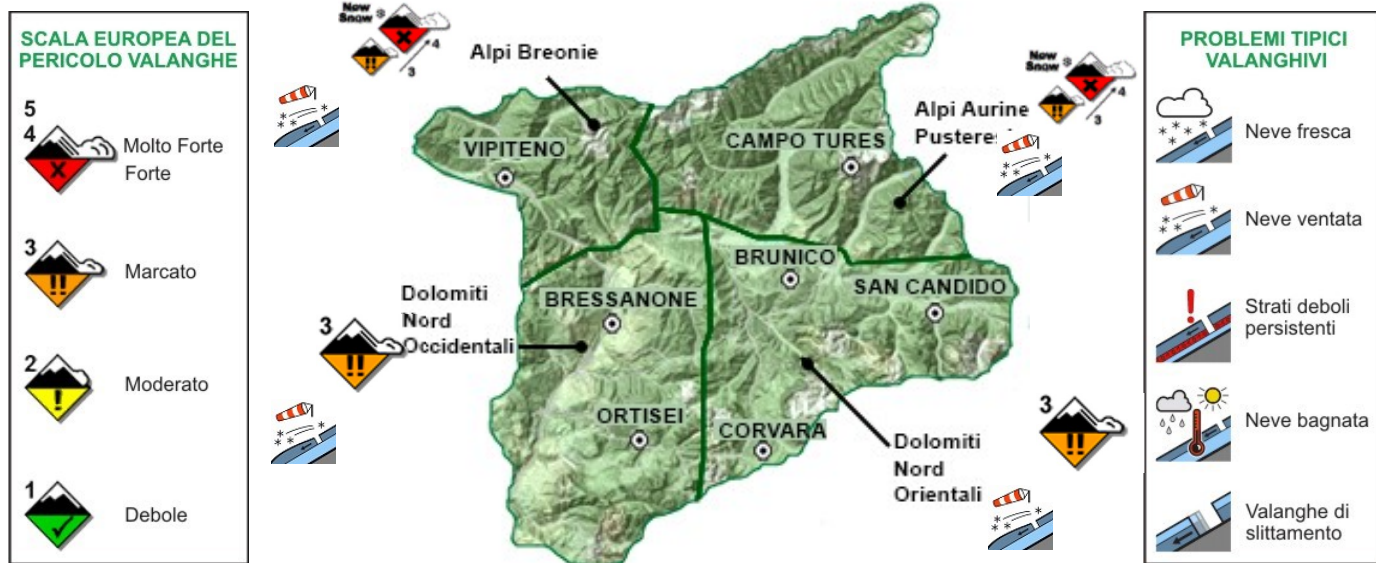 SCALA EUROPEA DEL
PERICOLO VALANGHE
5
4
Molto Forte
Forte
3
Marcato
2
Moderato
1
Debole
New
Snow
4
3
Alpi Breonie
VIPITENO
CAMPO TURES
Alpi Aurine
New
Snow
4
3
BRUNICO
SAN CANDIDO
BRESSANONE
Dolomiti
Nord
Occidentali
3
ORTISEI
CORVARA
Dolomiti
Nord
Orientali
3
PROBLEMI TIPICI
VALANGHIVI
Neve fresca
Neve ventata
Strati deboli
persistenti
Neve bagnata
Valanghe di
slittamento